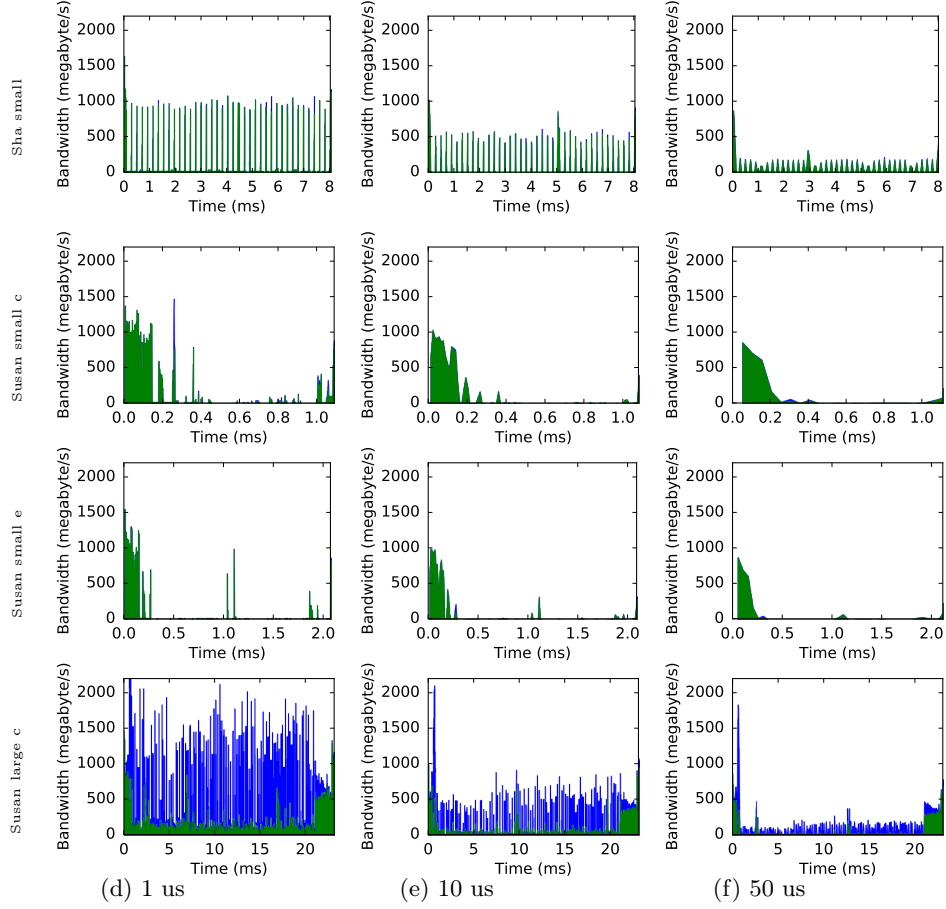 Sha small
Bandwidth (megabyte/s)
2000
1500
1000
500
0
0 1 2 3 4 5 6 7 8
Time (ms)
Bandwidth (megabyte/s)
2000
1500
1000
500
0
0 1 2 3 4 5 6 7 8
Time (ms)
Bandwidth (megabyte/s)
2000
1500
1000
500
0
0 1 2 3 4 5 6 7 8
Time (ms)
Susan small c
Bandwidth (megabyte/s)
2000
1500
1000
500
0
0.0 0.2 0.4 0.6 0.8 1.0
Time (ms)
Bandwidth (megabyte/s)
2000
1500
1000
500
0
0.0 0.2 0.4 0.6 0.8 1.0
Time (ms)
Bandwidth (megabyte/s)
2000
1500
1000
500
0
0.0 0.2 0.4 0.6 0.8 1.0
Time (ms)
Susan small e
Bandwidth (megabyte/s)
2000
1500
1000
500
0
0.0 0.5 1.0 1.5 2.0
Time (ms)
Bandwidth (megabyte/s)
2000
1500
1000
500
0
0.0 0.5 1.0 1.5 2.0
Time (ms)
Bandwidth (megabyte/s)
2000
1500
1000
500
0
0.0 0.5 1.0 1.5 2.0
Time (ms)
Susan large c
Bandwidth (megabyte/s)
2000
1500
1000
500
0
0 5 10 15 20
Time (ms)
Bandwidth (megabyte/s)
2000
1500
1000
500
0
0 5 10 15 20
Time (ms)
Bandwidth (megabyte/s)
2000
1500
1000
500
0
0 5 10 15 20
Time (ms)
(d) 1 us
(e) 10 us
(f) 50 us